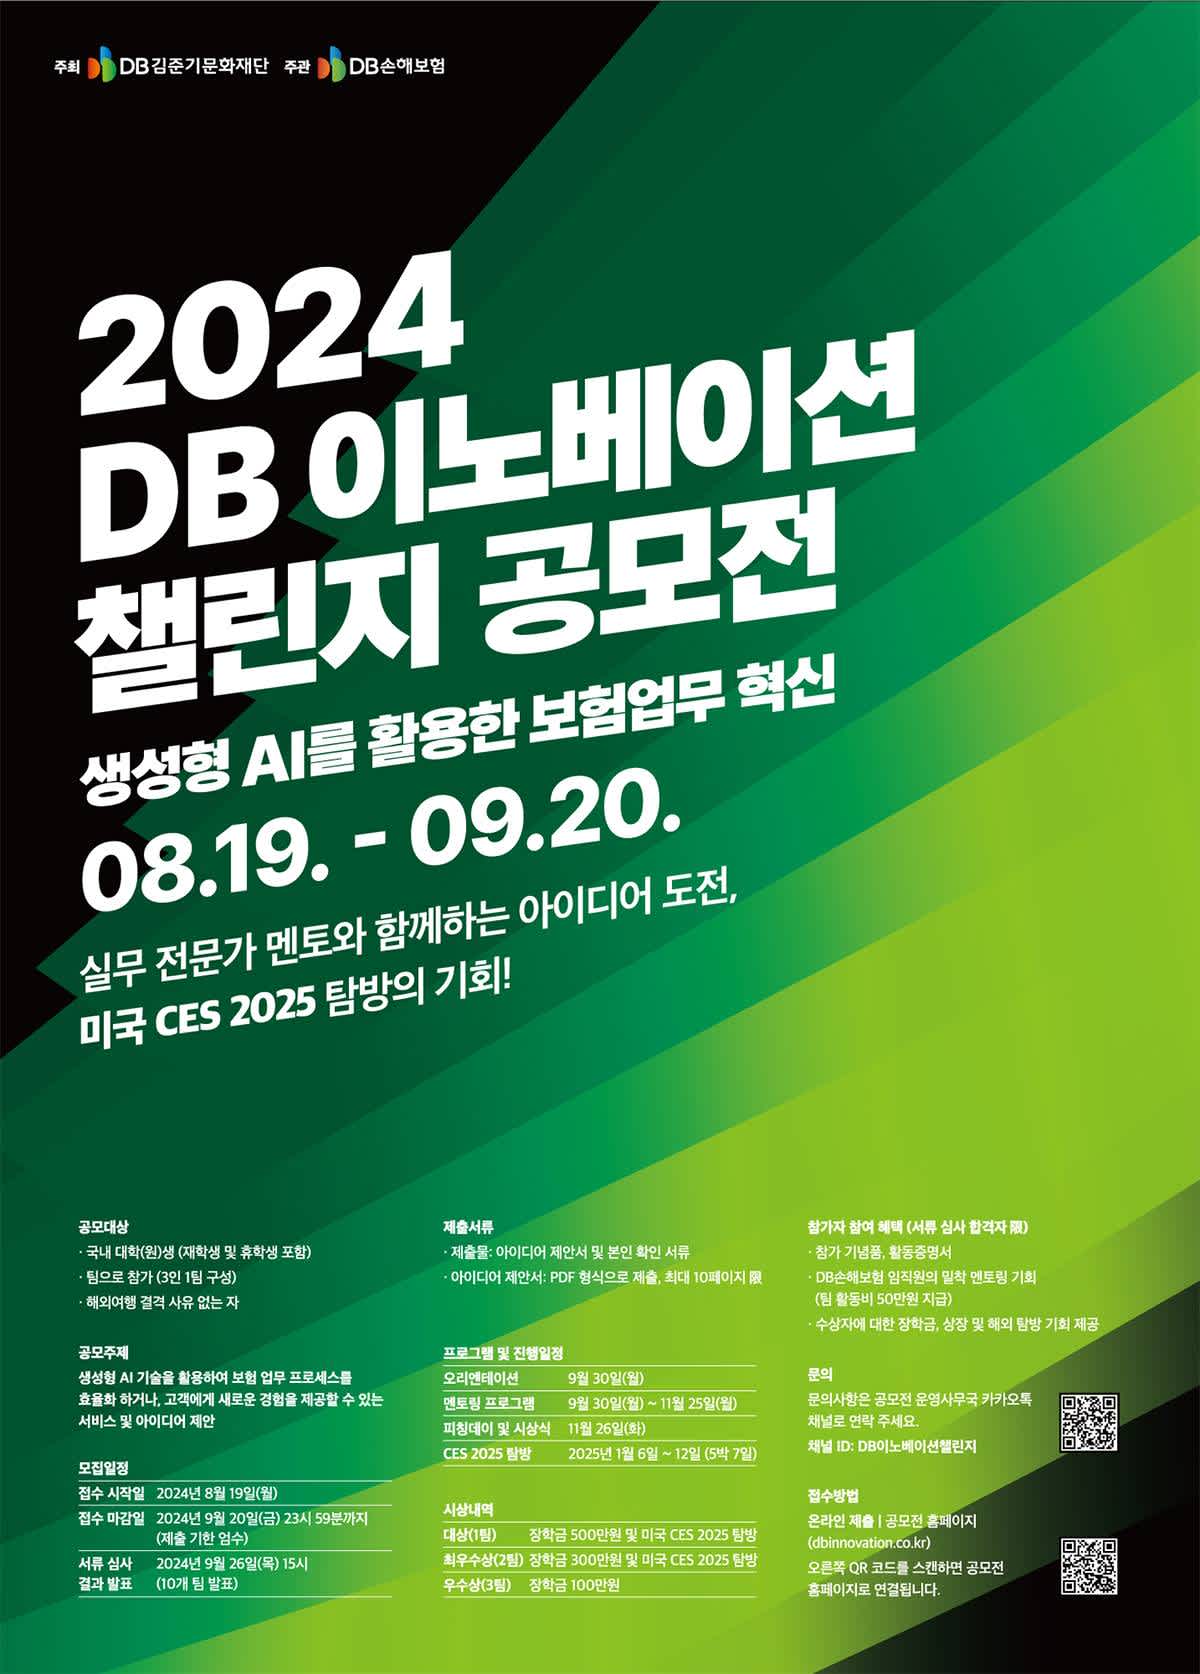 주최 DB김준기문화재단 주관 DB손해보험
2024
DB 이노베이션
챌린지 공모전
생성형 AI를 활용한 보험업무 혁신
08.19. - 09.20.
실무 전문가 멘토와 함께하는 아이디어 도전,
미국 CES 2025 탐방의 기회!
공모대상
· 국내 대학(원)생 (재학생 및 휴학생 포함)
· 팀으로 참가 (3인 1팀 구성)
· 해외여행 결격 사유 없는 자
공모주제
생성형 AI 기술을 활용하여 보험 업무 프로세스를
효율화 하거나, 고객에게 새로운 경험을 제공할 수 있는
서비스 및 아이디어 제안
모집일정
접수 시작일 2024년 8월 19일(월)
접수 마감일 2024년 9월 20일(금) 23시 59분까지
(제출 기한 엄수)
서류 심사 2024년 9월 26일(목) 15시
결과 발표 (10개 팀 발표)
제출서류
· 제출물: 아이디어 제안서 및 본인 확인 서류
· 아이디어 제안서: PDF 형식으로 제출, 최대 10페이지 限
프로그램 및 진행일정
오리엔테이션 9월 30일(월)
멘토링 프로그램 9월 30일(월) ~ 11월 25일(월)
피칭데이 및 시상식 11월 26일(화)
CES 2025 탐방 2025년 1월 6일 ~ 12일 (5박 7일)
시상내역
대상(1팀) 장학금 500만원 및 미국 CES 2025 탐방
최우수상(2팀) 장학금 300만원 및 미국 CES 2025 탐방
우수상(3팀) 장학금 100만원
참가자 참여 혜택 (서류 심사 합격자 限)
· 참가 기념품, 활동증명서
· DB손해보험 임직원의 밀착 멘토링 기회
(팀 활동비 50만원 지급)
· 수상자에 대한 장학금, 상장 및 해외 탐방 기회 제공
문의
문의사항은 공모전 운영사무국 카카오톡
채널로 연락 주세요.
채널 ID: DB이노베이션챌린지
접수방법
온라인 제출 | 공모전 홈페이지
(dbinnovation.co.kr)
오른쪽 QR 코드를 스캔하면 공모전
홈페이지로 연결됩니다.